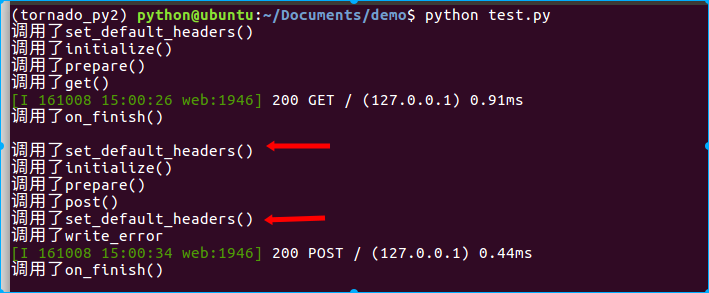 (tornado_py2) python@ubuntu:~/Documents/demo$ python test.py
调用了set_default_headers()
调用了initialize()
调用了prepare()
调用了get()
[I 161008 15:00:26 web:1946] 200 GET / (127.0.0.1) 0.91ms
调用了on_finish()
调用了set_default_headers()
调用了initialize()
调用了prepare()
调用了post()
调用了set_default_headers()
调用了write_error
[I 161008 15:00:34 web:1946] 200 POST / (127.0.0.1) 0.44ms
调用了on_finish()